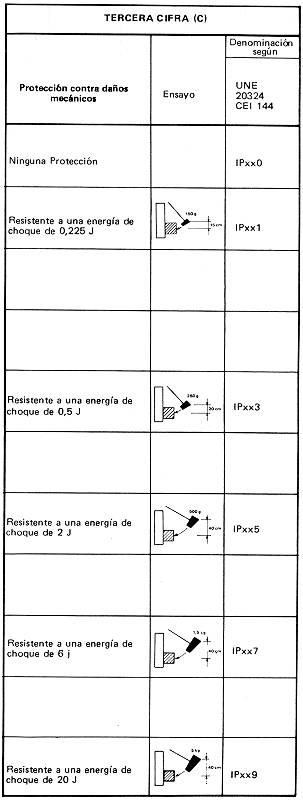 TERCERA CIFRA (C)
Denominación
según
Protección contra daños
mecánicos
Ensayo
UNE
20324
CEI 144
Ninguna Protección
IPxx0
Resistente a una energía de
choque de 0,225 J
150 g
15 cm
IPxx1
Resistente a una energía de
choque de 0,5 J
250 g
20 cm
IPxx3
Resistente a una energía de
choque de 2 J
500 g
40 cm
IPxx5
Resistente a una energía de
choque de 6 j
1,5 kg
40 cm
IPxx7
Resistente a una energía de
choque de 20 J
5 kg
40 cm
IPxx9